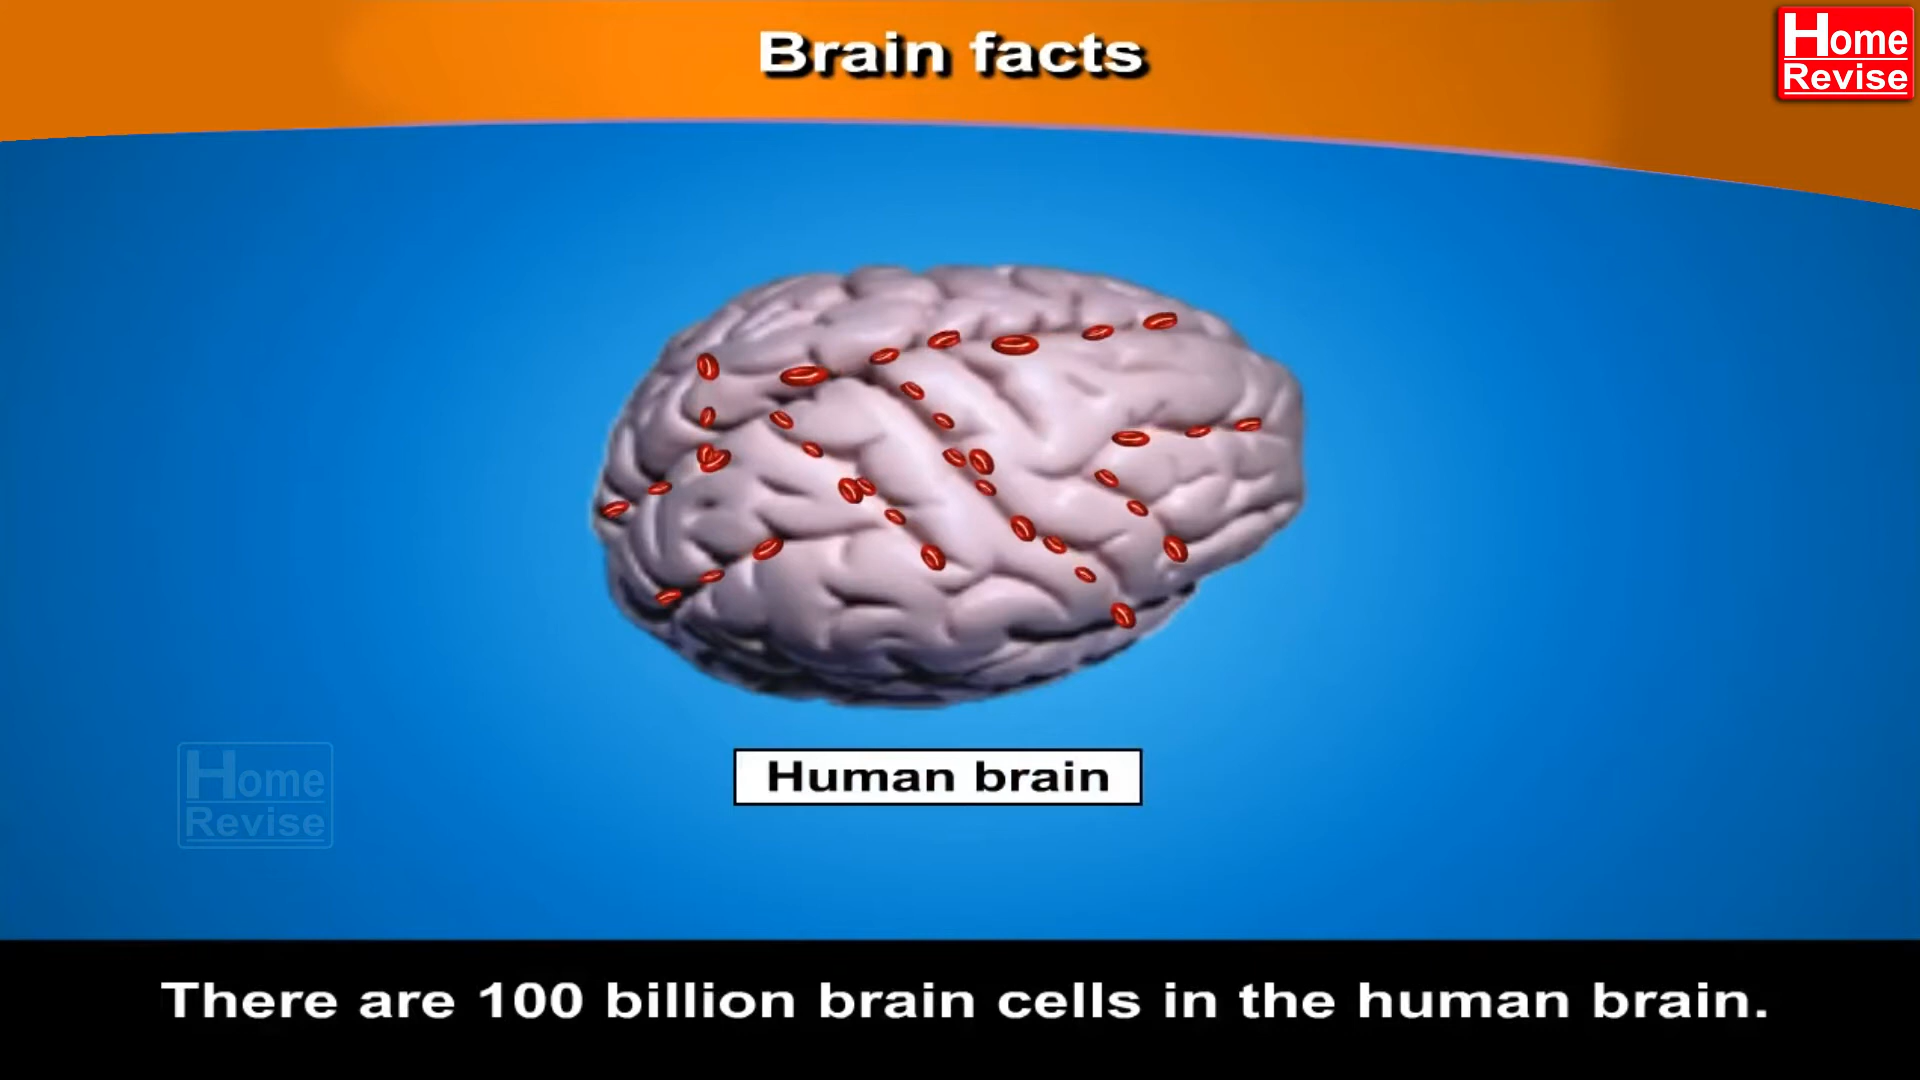 Brain facts
Home
Revise
Human brain
Home
Revise
There are 100 billion brain cells in the human brain.